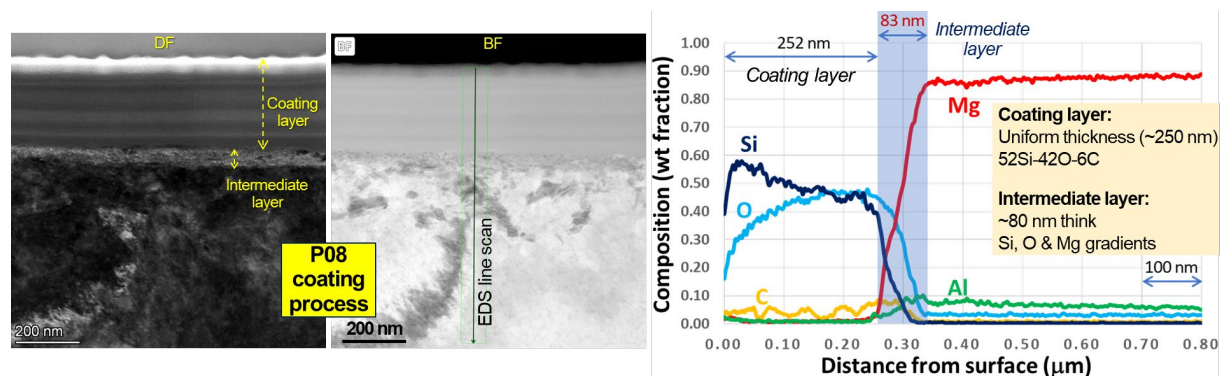 DF
Coating
layer
Intermediate
layer
200 nm
P08
coating
process
BF
BF
EDS line scan
200 nm
83 nm
Intermediate
layer
252 nm
Coating layer
Composition (wt fraction)
1.00
0.90
0.80
0.70
0.60
0.50
0.40
0.30
0.20
0.10
0.00
Si
O
C
Mg
Al
Coating layer:
Uniform thickness (~250 nm)
52Si-42O-6C
Intermediate layer:
~80 nm think
Si, O & Mg gradients
100 nm
0.00 0.10 0.20 0.30 0.40 0.50 0.60 0.70 0.80
Distance from surface (µm)